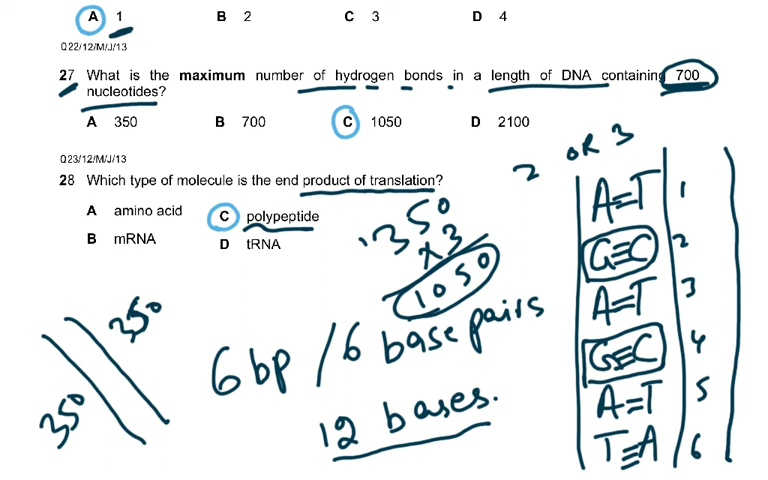 A 1 B 2 C 3 D 4
Q22/12/M/J/13
27 What is the maximum number of hydrogen bonds in a length of DNA containing 700
nucleotides?
A 350 B 700 C 1050 D 2100
Q23/12/M/J/13
28 Which type of molecule is the end product of translation?
A amino acid C polypeptide
B mRNA D tRNA
2 OR 3
350
×3
1050
350
350
6 bp / 6 base pairs
12 bases.
A=T 1
G≡C 2
A=T 3
G≡C 4
A=T 5
T=A 6